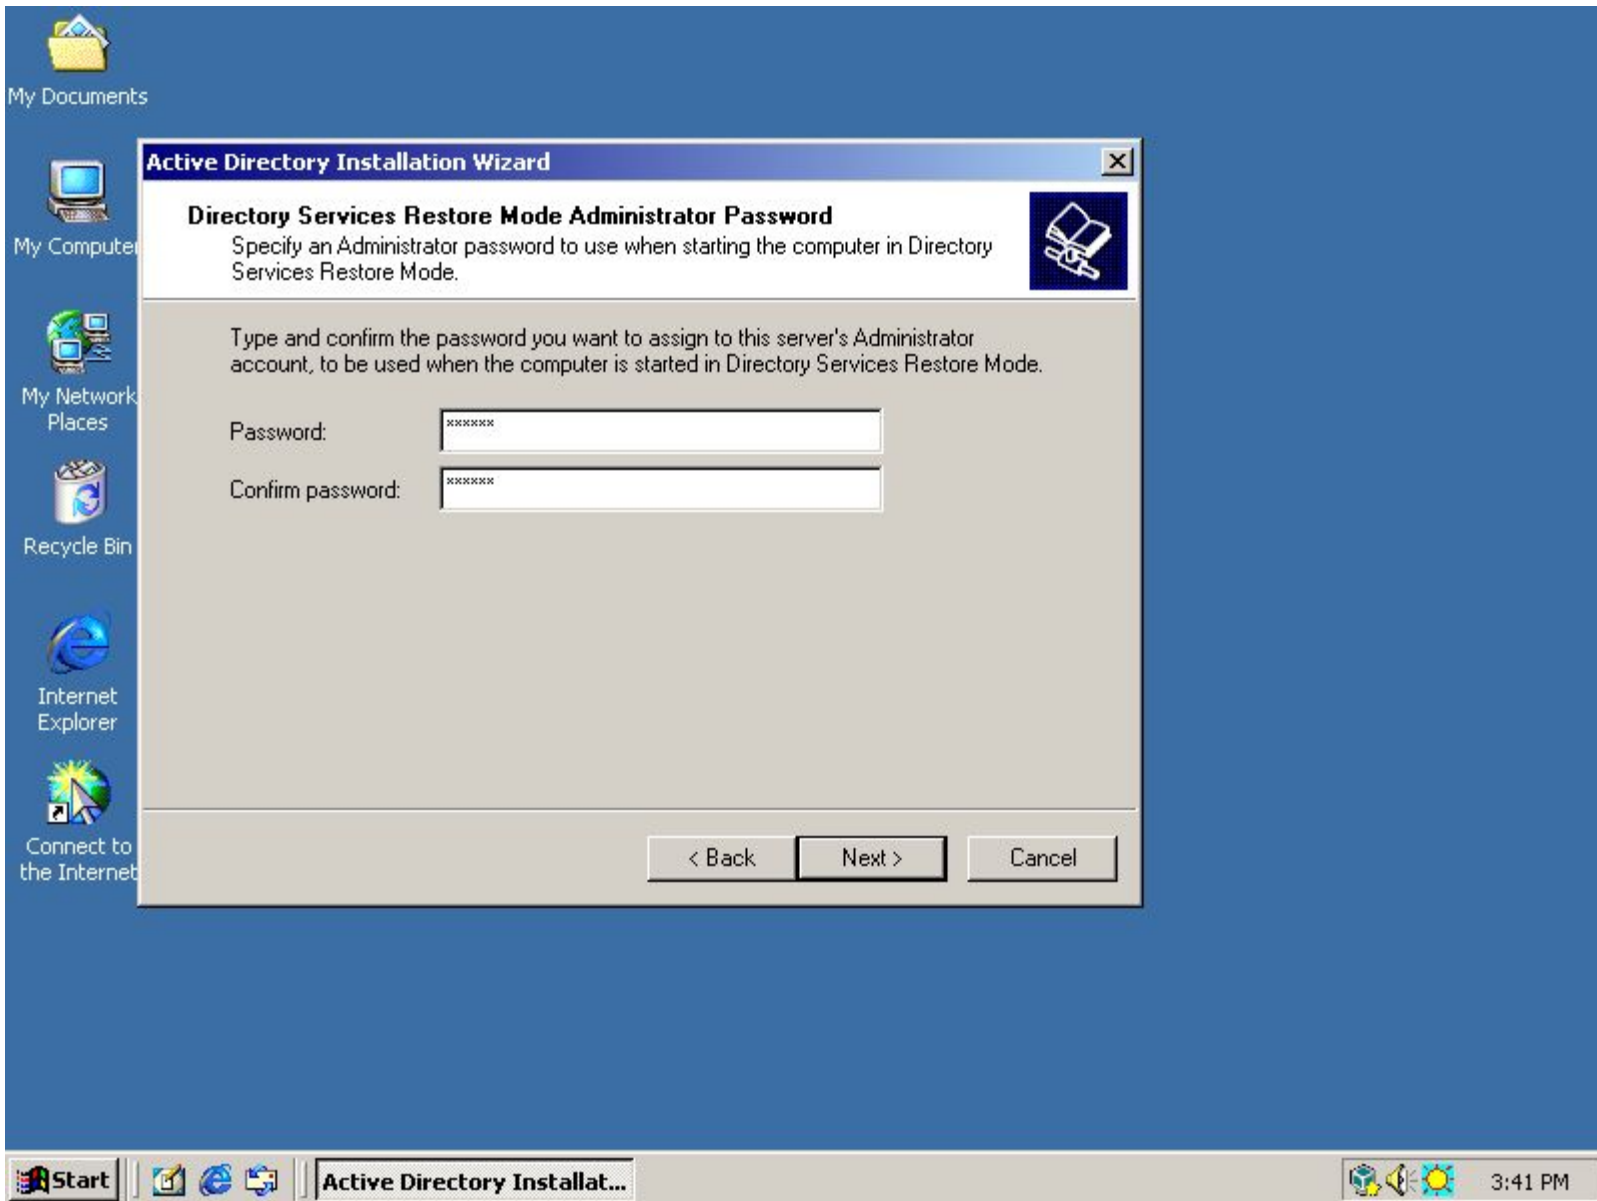 My Documents
My Computer
My Network
Places
Recycle Bin
Internet
Explorer
Connect to
the Internet
Active Directory Installation Wizard
Directory Services Restore Mode Administrator Password
Specify an Administrator password to use when starting the computer in Directory
Services Restore Mode.
Type and confirm the password you want to assign to this server's Administrator
account, to be used when the computer is started in Directory Services Restore Mode.
Password:
******
Confirm password:
******
< Back
Next >
Cancel
Start
Active Directory Installat...
3:41 PM